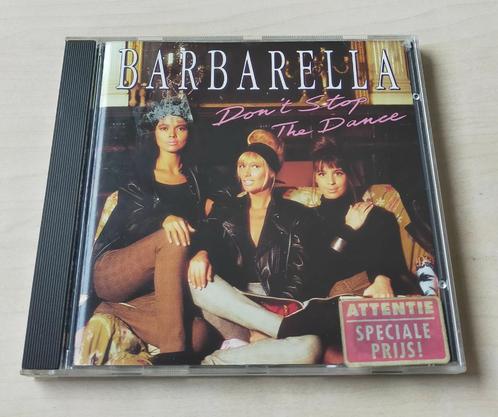 BARBARELLA
Don't Stop
The Dance
ATTENTIE
SPECIALE
PRIJS!